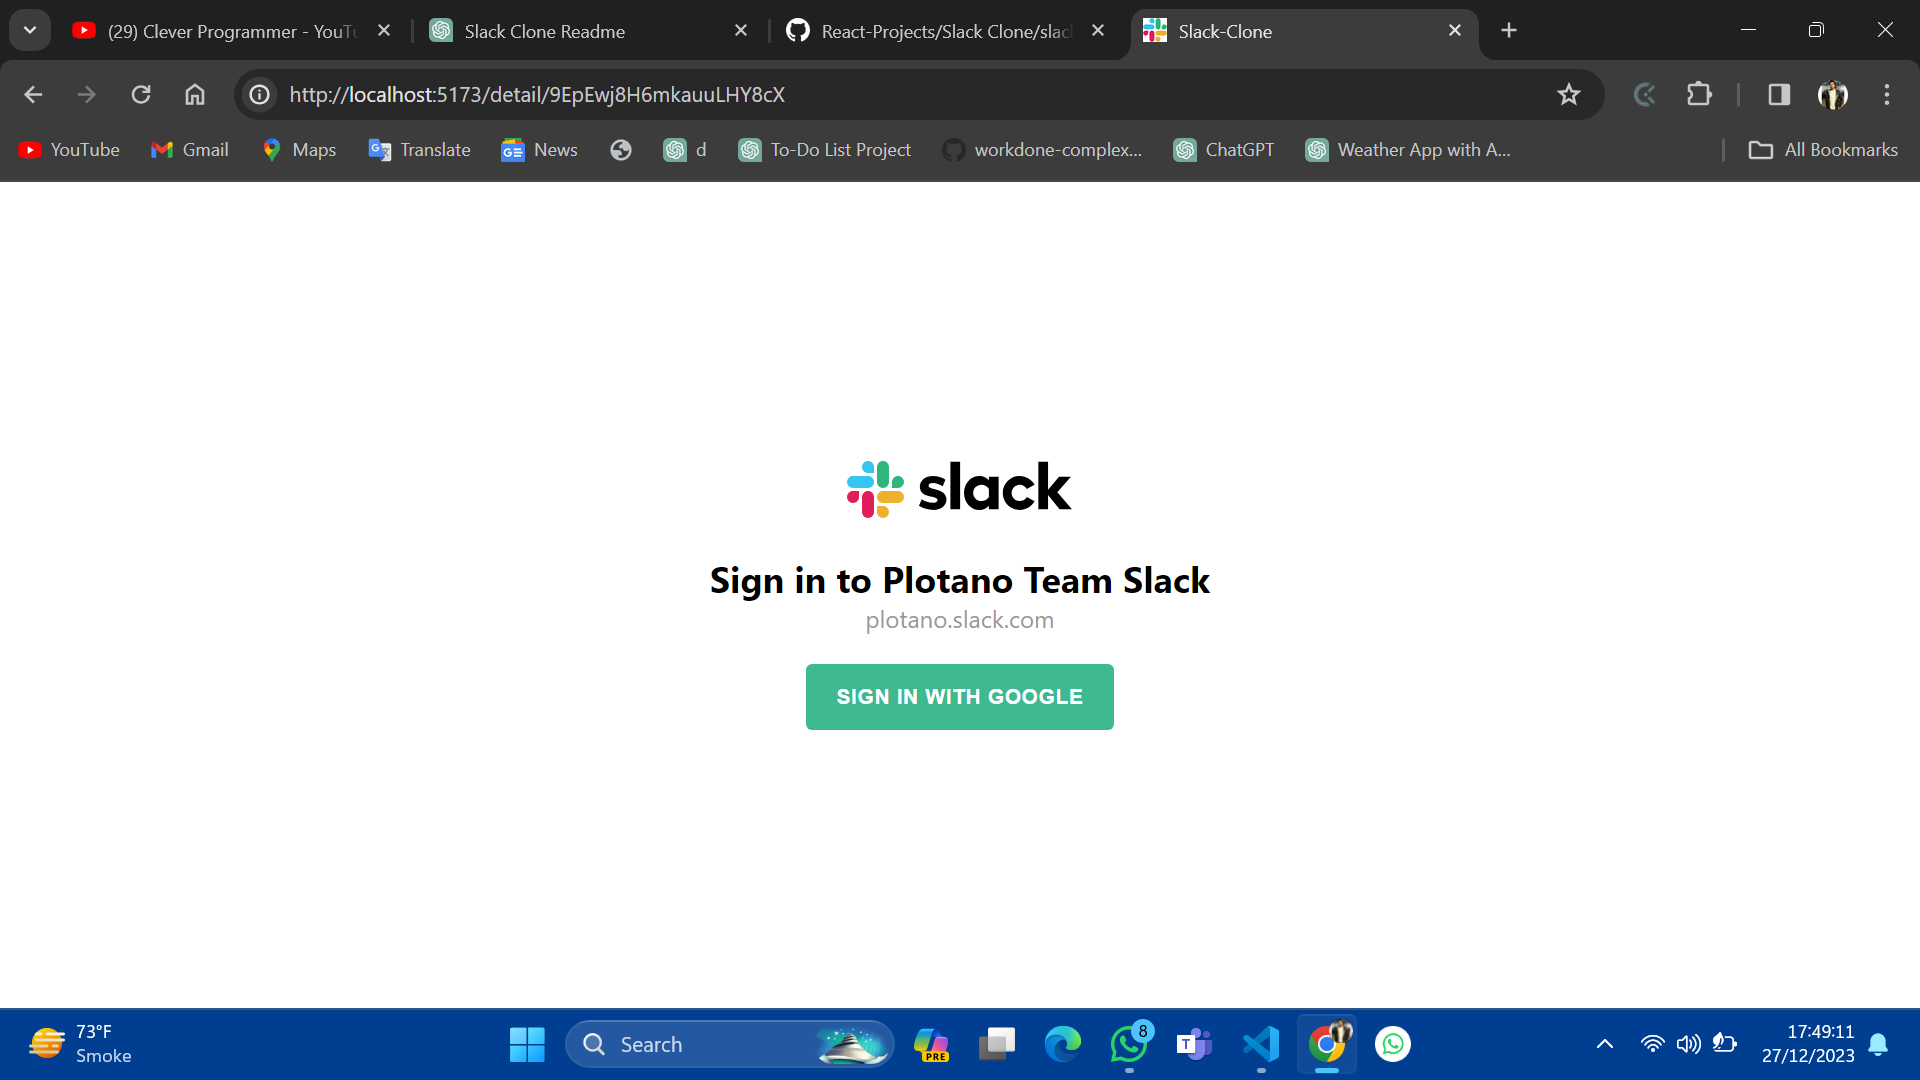 (29) Clever Programmer - YouTu
Slack Clone Readme
React-Projects/Slack Clone/slac
Slack-Clone
http://localhost:5173/detail/9EpEwj8H6mkauuLHY8cX
YouTube
Gmail
Maps
Translate
News
d
To-Do List Project
workdone-complex...
ChatGPT
Weather App with A...
All Bookmarks
slack
Sign in to Plotano Team Slack
plotano.slack.com
SIGN IN WITH GOOGLE
73°F
Smoke
Search
PRE
8
T
17:49:11
27/12/2023